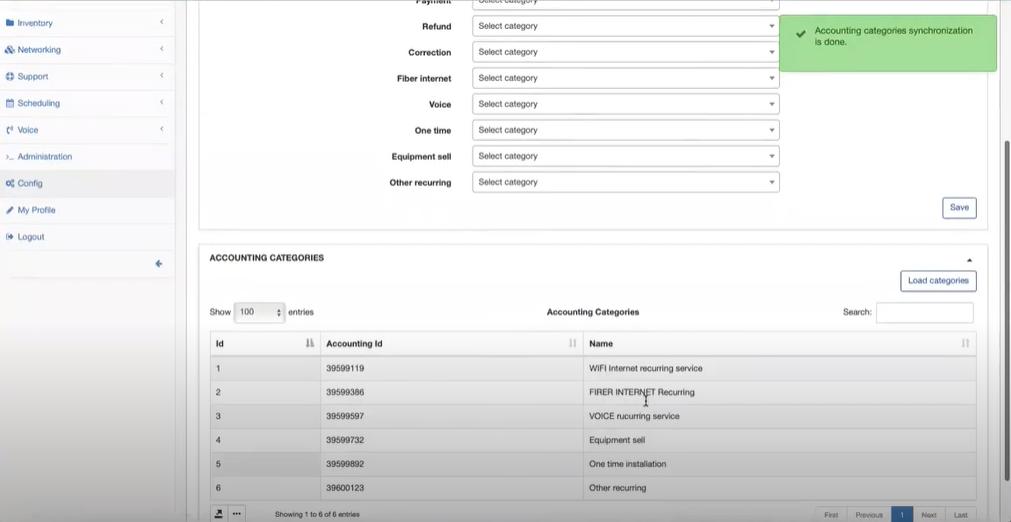 Inventory
Networking
Support
Scheduling
Voice
Administration
Config
My Profile
Logout
Payment Select category
Refund Select category
Correction Select category
Fiber internet Select category
Voice Select category
One time Select category
Equipment sell Select category
Other recurring Select category
Accounting categories synchronization
is done.
Save
ACCOUNTING CATEGORIES
Load categories
Show 100 entries Accounting Categories Search:
Id Accounting Id Name
1 39599119 WIFI Internet recurring service
2 39599386 FIRER INTERNET Recurring
3 39599597 VOICE rucurring service
4 39599732 Equipment sell
5 39599892 One time installation
6 39600123 Other recurring
Showing 1 to 6 of 6 entries First Previous 1 Next Last